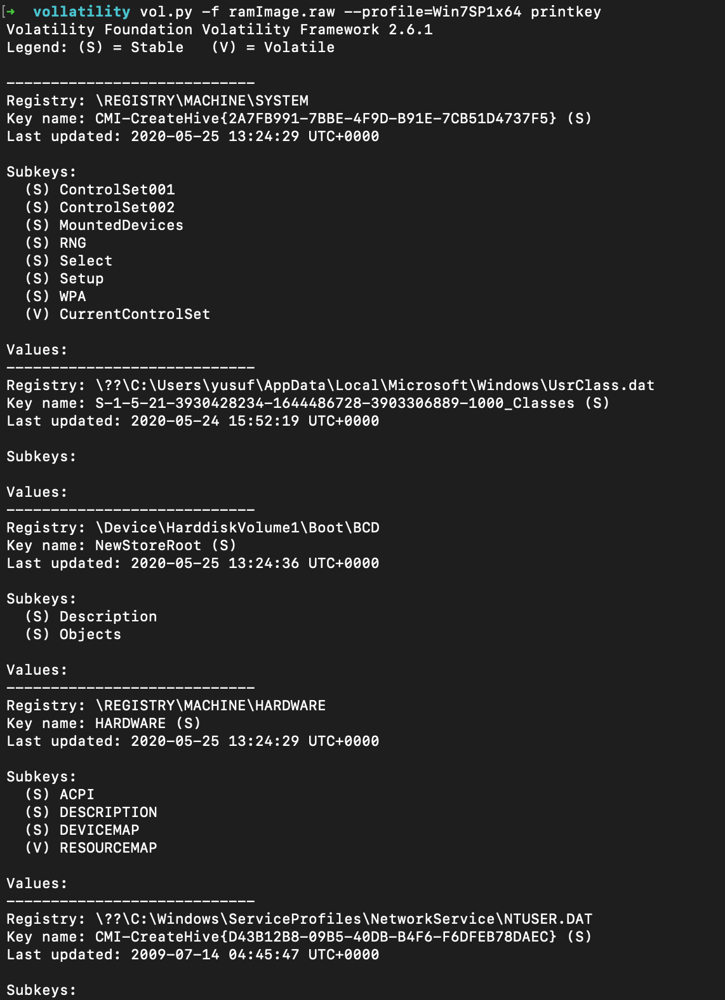 [➜  vollatility vol.py -f ramImage.raw --profile=Win7SP1x64 printkey
Volatility Foundation Volatility Framework 2.6.1
Legend: (S) = Stable   (V) = Volatile

----------------------------
Registry: \REGISTRY\MACHINE\SYSTEM
Key name: CMI-CreateHive{2A7FB991-7BBE-4F9D-B91E-7CB51D4737F5} (S)
Last updated: 2020-05-25 13:24:29 UTC+0000

Subkeys:
  (S) ControlSet001
  (S) ControlSet002
  (S) MountedDevices
  (S) RNG
  (S) Select
  (S) Setup
  (S) WPA
  (V) CurrentControlSet

Values:
----------------------------
Registry: \??\C:\Users\yusuf\AppData\Local\Microsoft\Windows\UsrClass.dat
Key name: S-1-5-21-3930428234-1644486728-3903306889-1000_Classes (S)
Last updated: 2020-05-24 15:52:19 UTC+0000

Subkeys:

Values:
----------------------------
Registry: \Device\HarddiskVolume1\Boot\BCD
Key name: NewStoreRoot (S)
Last updated: 2020-05-25 13:24:36 UTC+0000

Subkeys:
  (S) Description
  (S) Objects

Values:
----------------------------
Registry: \REGISTRY\MACHINE\HARDWARE
Key name: HARDWARE (S)
Last updated: 2020-05-25 13:24:29 UTC+0000

Subkeys:
  (S) ACPI
  (S) DESCRIPTION
  (S) DEVICEMAP
  (V) RESOURCEMAP

Values:
----------------------------
Registry: \??\C:\Windows\ServiceProfiles\NetworkService\NTUSER.DAT
Key name: CMI-CreateHive{D43B12B8-09B5-40DB-B4F6-F6DFEB78DAEC} (S)
Last updated: 2009-07-14 04:45:47 UTC+0000

Subkeys: